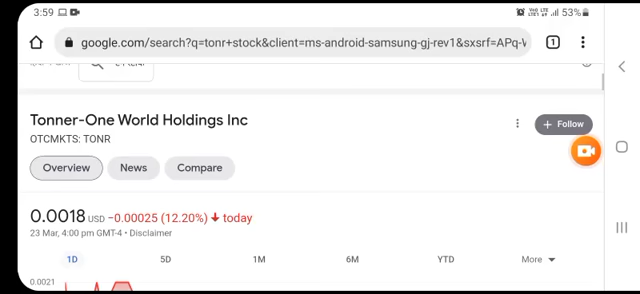 3:59 53%
google.com/search?q=tonr+stock&client=ms-android-samsung-gj-rev1&sxsrf=APq-W 1
Tonner-One World Holdings Inc
OTCMKTS: TONR
+ Follow
Overview News Compare
0.0018 USD −0.00025 (12.20%) ↓ today
23 Mar, 4:00 pm GMT-4 • Disclaimer
1D 5D 1M 6M YTD More
0.0021